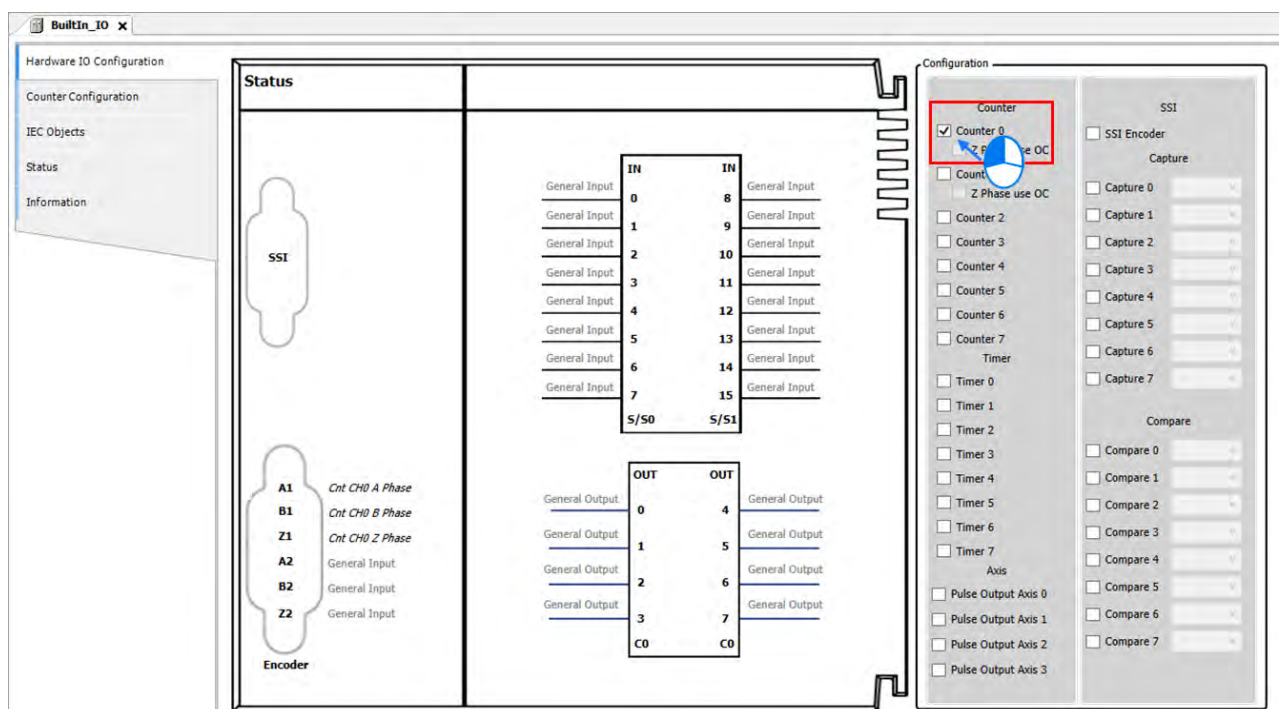 BuiltIn_IO x
Hardware IO Configuration
Counter Configuration
IEC Objects
Status
Information
Status
SSI
A1 Cnt CH0 A Phase
B1 Cnt CH0 B Phase
Z1 Cnt CH0 Z Phase
A2 General Input
B2 General Input
Z2 General Input
Encoder
IN IN
General Input 0 8 General Input
General Input 1 9 General Input
General Input 2 10 General Input
General Input 3 11 General Input
General Input 4 12 General Input
General Input 5 13 General Input
General Input 6 14 General Input
General Input 7 15 General Input
S/S0 S/S1
OUT OUT
General Output 0 4 General Output
General Output 1 5 General Output
General Output 2 6 General Output
General Output 3 7 General Output
C0 C0
Configuration
Counter
Counter 0
Z use OC
Z Phase use OC
Counter 2
Counter 3
Counter 4
Counter 5
Counter 6
Counter 7
Timer
Timer 0
Timer 1
Timer 2
Timer 3
Timer 4
Timer 5
Timer 6
Timer 7
Axis
Pulse Output Axis 0
Pulse Output Axis 1
Pulse Output Axis 2
Pulse Output Axis 3
SSI
SSI Encoder
Capture
Capture 0
Capture 1
Capture 2
Capture 3
Capture 4
Capture 5
Capture 6
Capture 7
Compare
Compare 0
Compare 1
Compare 2
Compare 3
Compare 4
Compare 5
Compare 6
Compare 7